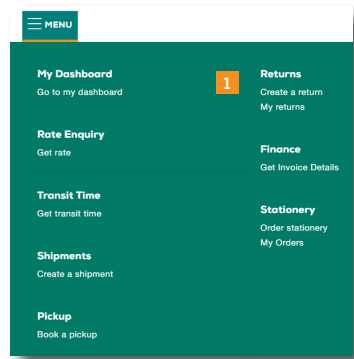 MENU
My Dashboard
Go to my dashboard
1
Rate Enquiry
Get rate
Transit Time
Get transit time
Shipments
Create a shipment
Pickup
Book a pickup
Returns
Create a return
My returns
Finance
Get Invoice Details
Stationery
Order stationery
My Orders